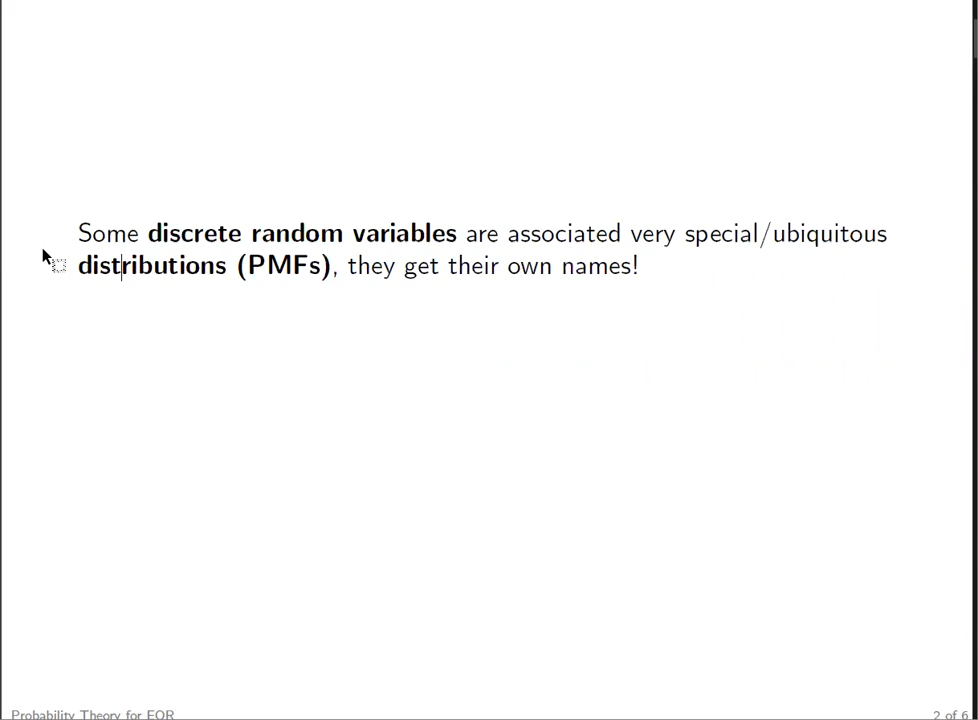 Some discrete random variables are associated very special/ubiquitous
distributions (PMFs), they get their own names!
Probability Theory for EOR
2 of 6